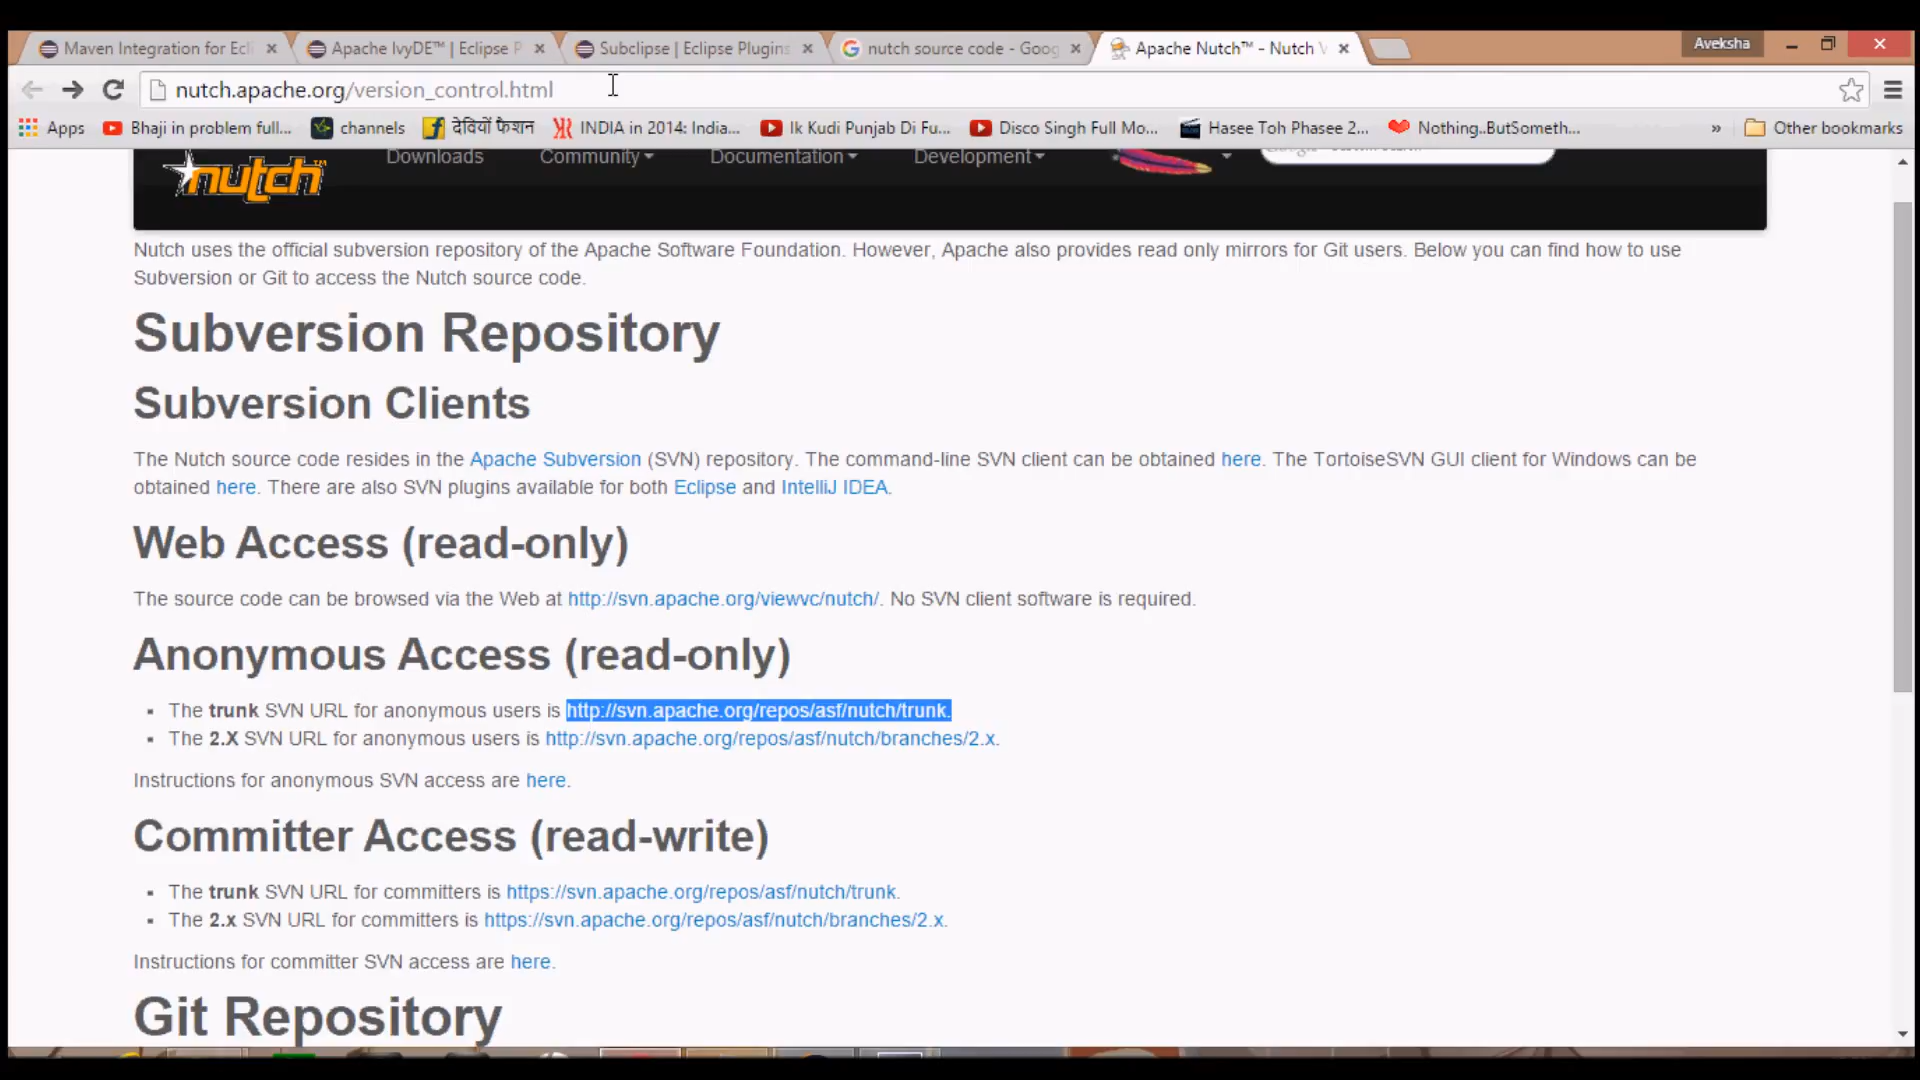 Maven Integration for Ecl
Apache IvyDE™ | Eclipse P
Subclipse | Eclipse Plugins
nutch source code - Goog
Apache Nutch™ - Nutch V
Aveksha
nutch.apache.org/version_control.html
Apps
Bhaji in problem full...
channels
देवियों फैशन
INDIA in 2014: India...
Ik Kudi Punjab Di Fu...
Disco Singh Full Mo...
Hasee Toh Phasee 2...
Nothing..ButSometh...
»
Other bookmarks
nutch™
Downloads
Community
Documentation
Development
Nutch uses the official subversion repository of the Apache Software Foundation. However, Apache also provides read only mirrors for Git users. Below you can find how to use
Subversion or Git to access the Nutch source code.
Subversion Repository
Subversion Clients
The Nutch source code resides in the Apache Subversion (SVN) repository. The command-line SVN client can be obtained here. The TortoiseSVN GUI client for Windows can be
obtained here. There are also SVN plugins available for both Eclipse and IntelliJ IDEA.
Web Access (read-only)
The source code can be browsed via the Web at http://svn.apache.org/viewvc/nutch/. No SVN client software is required.
Anonymous Access (read-only)
▪ The trunk SVN URL for anonymous users is http://svn.apache.org/repos/asf/nutch/trunk.
▪ The 2.X SVN URL for anonymous users is http://svn.apache.org/repos/asf/nutch/branches/2.x.
Instructions for anonymous SVN access are here.
Committer Access (read-write)
▪ The trunk SVN URL for committers is https://svn.apache.org/repos/asf/nutch/trunk.
▪ The 2.x SVN URL for committers is https://svn.apache.org/repos/asf/nutch/branches/2.x.
Instructions for committer SVN access are here.
Git Repository